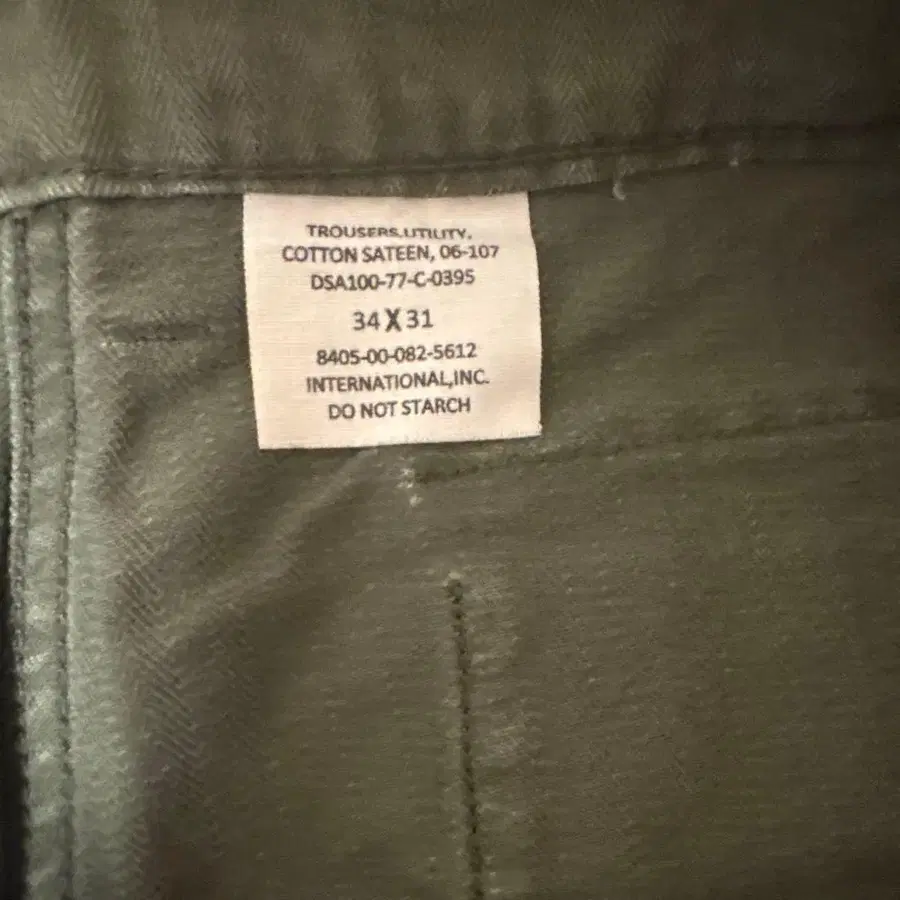 TROUSERS,UTILITY,
COTTON SATEEN, 06-107
DSA100-77-C-0395
34 X 31
8405-00-082-5612
INTERNATIONAL,INC.
DO NOT STARCH